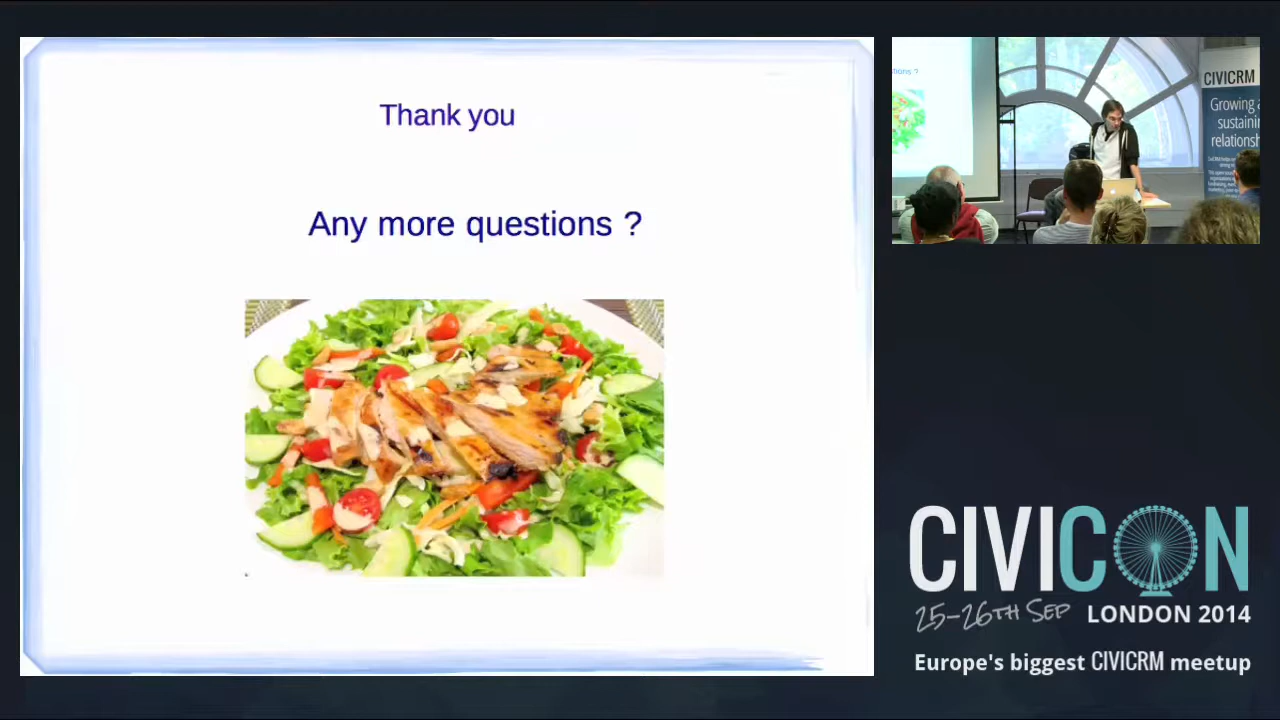 Thank you
Any more questions ?
CIVICRM
Growing
sustainin
relationsh
CIVICON
25-26TH SEP LONDON 2014
Europe's biggest CIVICRM meetup